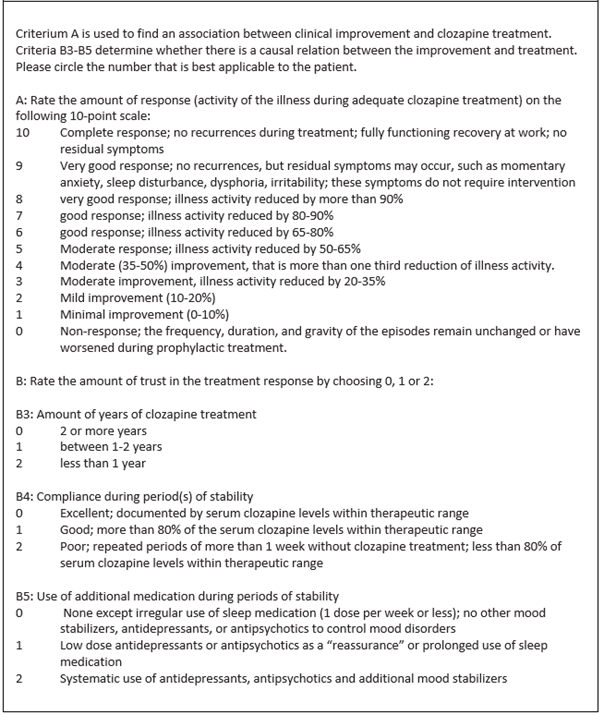 Criterium A is used to find an association between clinical improvement and clozapine treatment.
Criteria B3-B5 determine whether there is a causal relation between the improvement and treatment.
Please circle the number that is best applicable to the patient.
A: Rate the amount of response (activity of the illness during adequate clozapine treatment) on the
following 10-point scale:
10 Complete response; no recurrences during treatment; fully functioning recovery at work; no
residual symptoms
9 Very good response; no recurrences, but residual symptoms may occur, such as momentary
anxiety, sleep disturbance, dysphoria, irritability; these symptoms do not require intervention
8 very good response; illness activity reduced by more than 90%
7 good response; illness activity reduced by 80-90%
6 good response; illness activity reduced by 65-80%
5 Moderate response; illness activity reduced by 50-65%
4 Moderate (35-50%) improvement, that is more than one third reduction of illness activity.
3 Moderate improvement, illness activity reduced by 20-35%
2 Mild improvement (10-20%)
1 Minimal improvement (0-10%)
0 Non-response; the frequency, duration, and gravity of the episodes remain unchanged or have
worsened during prophylactic treatment.
B: Rate the amount of trust in the treatment response by choosing 0, 1 or 2:
B3: Amount of years of clozapine treatment
0 2 or more years
1 between 1-2 years
2 less than 1 year
B4: Compliance during period(s) of stability
0 Excellent; documented by serum clozapine levels within therapeutic range
1 Good; more than 80% of the serum clozapine levels within therapeutic range
2 Poor; repeated periods of more than 1 week without clozapine treatment; less than 80% of
serum clozapine levels within therapeutic range
B5: Use of additional medication during periods of stability
0 None except irregular use of sleep medication (1 dose per week or less); no other mood
stabilizers, antidepressants, or antipsychotics to control mood disorders
1 Low dose antidepressants or antipsychotics as a “reassurance” or prolonged use of sleep
medication
2 Systematic use of antidepressants, antipsychotics and additional mood stabilizers